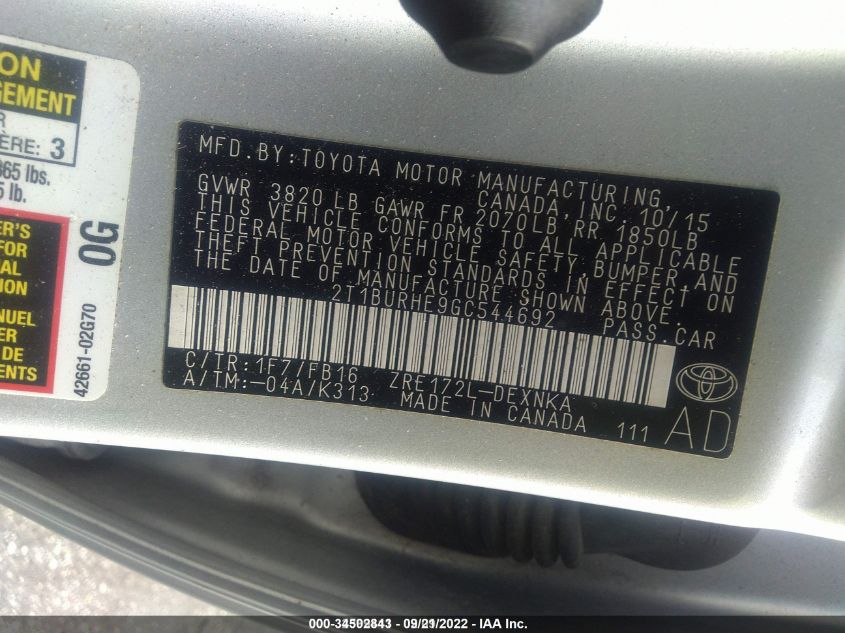 ON
GEMENT
R
ÈRE: 3
865 lbs.
5 lb.
ER'S
FOR
AL
ION
NUEL
ER
DE
EMENTS
0G
42661-02G70
MFD. BY: TOYOTA MOTOR MANUFACTURING,
CANADA, INC. 10/15
GVWR 3820 LB GAWR FR 2070LB RR 1850LB
THIS VEHICLE CONFORMS TO ALL APPLICABLE
FEDERAL MOTOR VEHICLE SAFETY, BUMPER, AND
THEFT PREVENTION STANDARDS IN EFFECT ON
THE DATE OF MANUFACTURE SHOWN ABOVE.
2T1BURHE9GC544692 PASS. CAR
C/TR: 1F7/FB16 ZRE172L-DEXNKA
A/TM:-04A/K313 MADE IN CANADA 111 AD
000-34502843 - 09/21/2022 - IAA Inc.